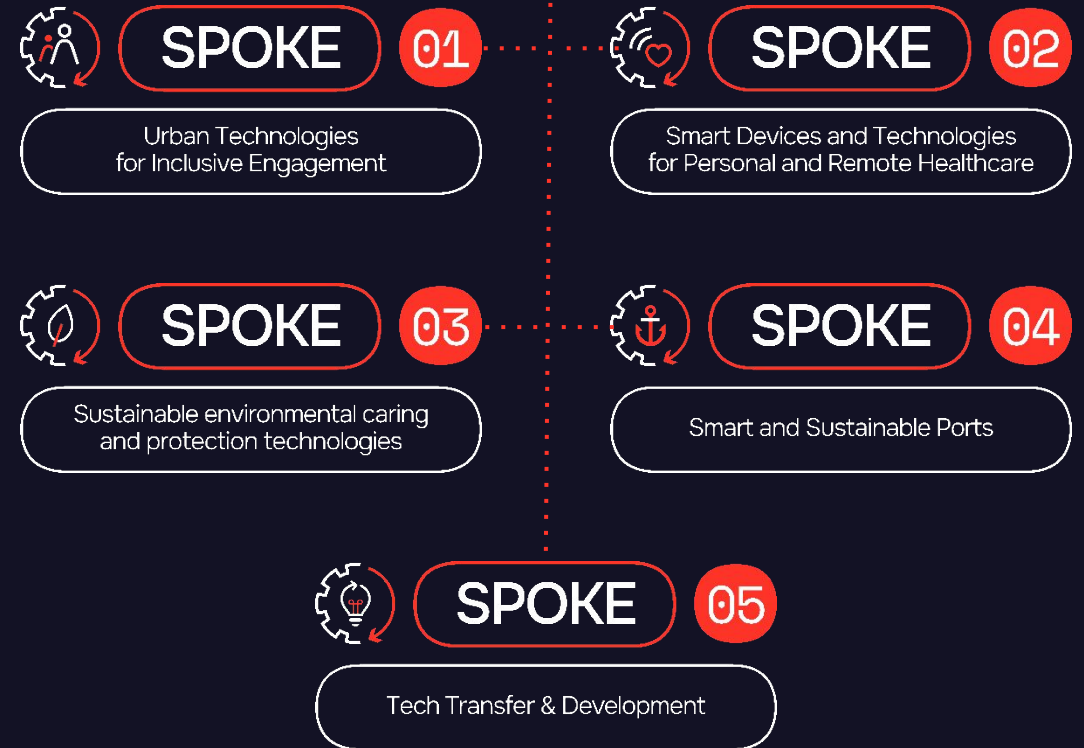 SPOKE 01
Urban Technologies
for Inclusive Engagement
SPOKE 02
Smart Devices and Technologies
for Personal and Remote Healthcare
SPOKE 03
Sustainable environmental caring
and protection technologies
SPOKE 04
Smart and Sustainable Ports
SPOKE 05
Tech Transfer & Development